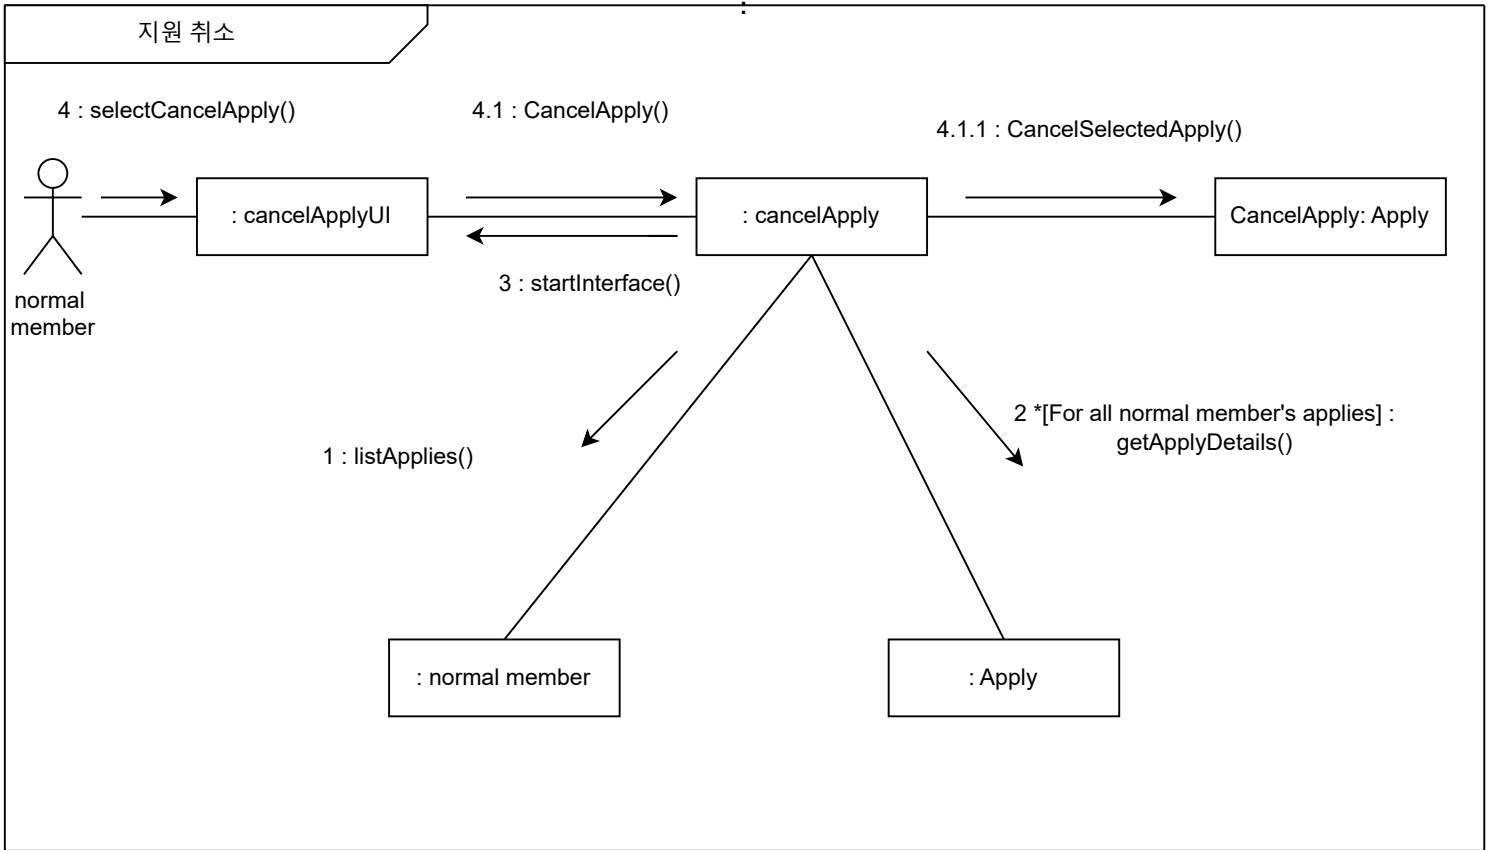 :
지원 취소
4 : selectCancelApply()
4.1 : CancelApply()
4.1.1 : CancelSelectedApply()
: cancelApplyUI
: cancelApply
CancelApply: Apply
3 : startInterface()
normal
member
2 *[For all normal member's applies] :
getApplyDetails()
1 : listApplies()
: normal member
: Apply